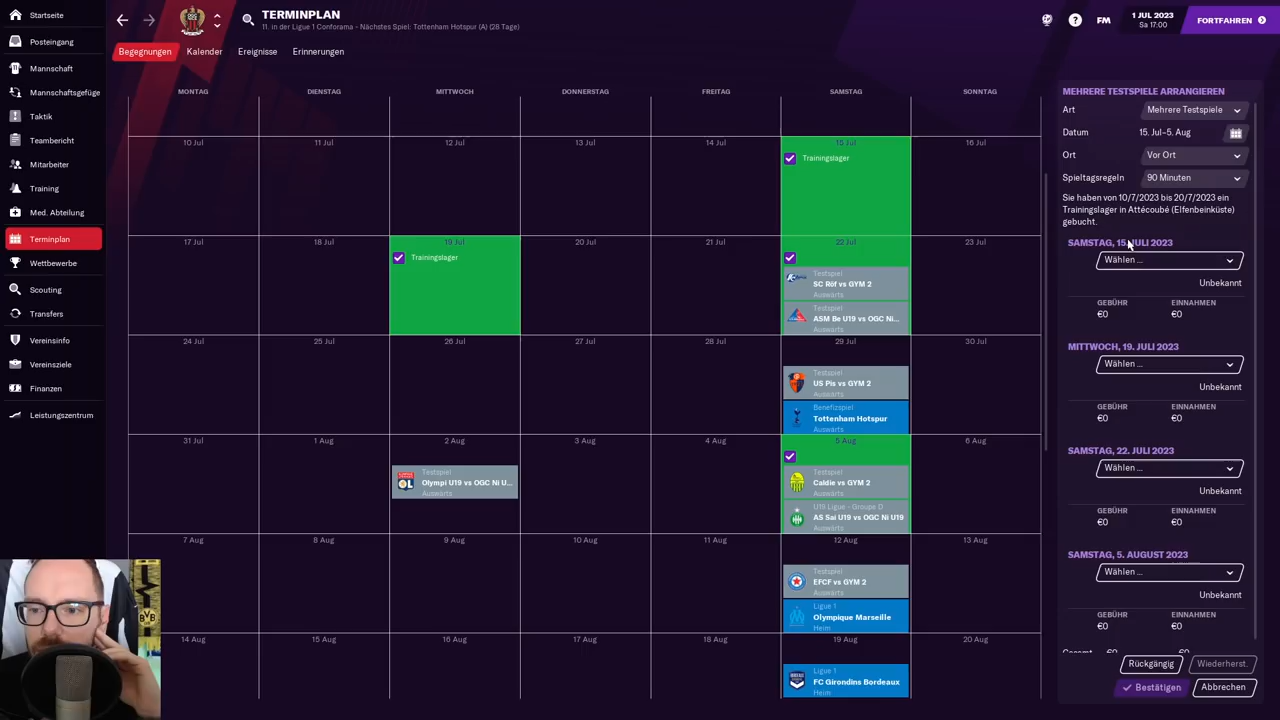 Startseite
Posteingang
Mannschaft
Mannschaftsgefüge
Taktik
Teambericht
Mitarbeiter
Training
Med. Abteilung
Terminplan
Wettbewerbe
Scouting
Transfers
Vereinsinfo
Vereinsziele
Finanzen
Leistungszentrum
TERMINPLAN
11. in der Ligue 1 Conforama - Nächstes Spiel: Tottenham Hotspur (A) (28 Tage)
FM
1 JUL 2023
Sa 17:00
FORTFAHREN
Begegnungen Kalender Ereignisse Erinnerungen
MONTAG DIENSTAG MITTWOCH DONNERSTAG FREITAG SAMSTAG SONNTAG
10 Jul 11 Jul 12 Jul 13 Jul 14 Jul 15 Jul 16 Jul
Trainingslager
17 Jul 18 Jul 19 Jul 20 Jul 21 Jul 22 Jul 23 Jul
Trainingslager
Testspiel
SC Röf vs GYM 2
Auswärts
Testspiel
ASM Be U19 vs OGC Ni...
Auswärts
24 Jul 25 Jul 26 Jul 27 Jul 28 Jul 29 Jul 30 Jul
Testspiel
US Pis vs GYM 2
Auswärts
Benefizspiel
Tottenham Hotspur
Auswärts
31 Jul 1 Aug 2 Aug 3 Aug 4 Aug 5 Aug 6 Aug
Testspiel
Olympi U19 vs OGC Ni U...
Auswärts
Testspiel
Caldie vs GYM 2
Auswärts
U19 Ligue - Groupe D
AS Sai U19 vs OGC Ni U19
Auswärts
7 Aug 8 Aug 9 Aug 10 Aug 11 Aug 12 Aug 13 Aug
Testspiel
EFCF vs GYM 2
Auswärts
Ligue 1
Olympique Marseille
Heim
14 Aug 15 Aug 16 Aug 17 Aug 18 Aug 19 Aug 20 Aug
Ligue 1
FC Girondins Bordeaux
Heim
MEHRERE TESTSPIELE ARRANGIEREN
Art Mehrere Testspiele
Datum 15. Jul–5. Aug
Ort Vor Ort
Spieltagsregeln 90 Minuten
Sie haben von 10/7/2023 bis 20/7/2023 ein
Trainingslager in Attécoubé (Elfenbeinküste)
gebucht.
SAMSTAG, 15. JULI 2023
Wählen ...
Unbekannt
GEBÜHR EINNAHMEN
€0 €0
MITTWOCH, 19. JULI 2023
Wählen ...
Unbekannt
GEBÜHR EINNAHMEN
€0 €0
SAMSTAG, 22. JULI 2023
Wählen ...
Unbekannt
GEBÜHR EINNAHMEN
€0 €0
SAMSTAG, 5. AUGUST 2023
Wählen ...
Unbekannt
GEBÜHR EINNAHMEN
€0 €0
Gesamt €0 €0
Rückgängig Wiederherst.
Bestätigen Abbrechen
BVB